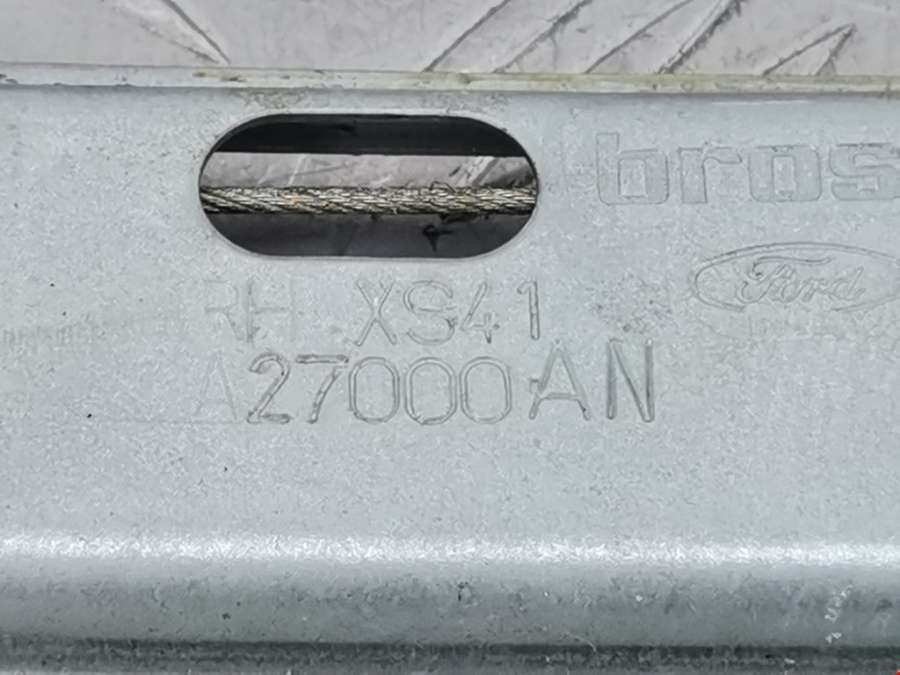 bros
Ford
RH XS41
A27000AN